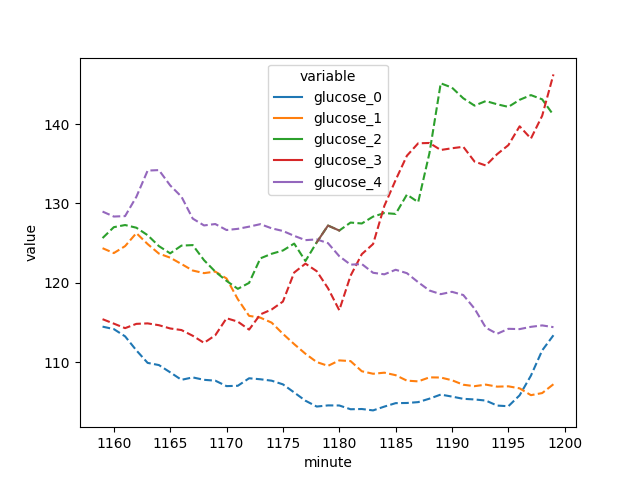 variable
glucose_0
glucose_1
glucose_2
glucose_3
glucose_4
value
140
130
120
110
1160 1165 1170 1175 1180 1185 1190 1195 1200
minute